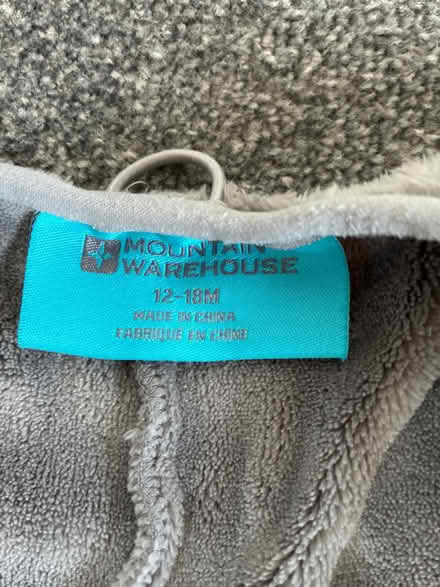 MOUNTAIN
WAREHOUSE
12-18M
MADE IN CHINA
FABRIQUE EN CHINE